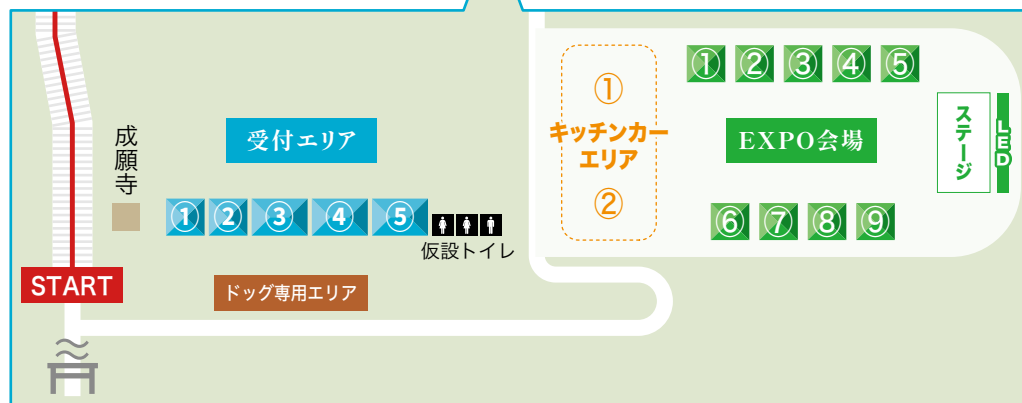 成願寺
START
受付エリア
① ② ③ ④ ⑤
仮設トイレ
ドッグ専用エリア
①
キッチンカー
エリア
②
① ② ③ ④ ⑤
EXPO会場
⑥ ⑦ ⑧ ⑨
ステージ
LED